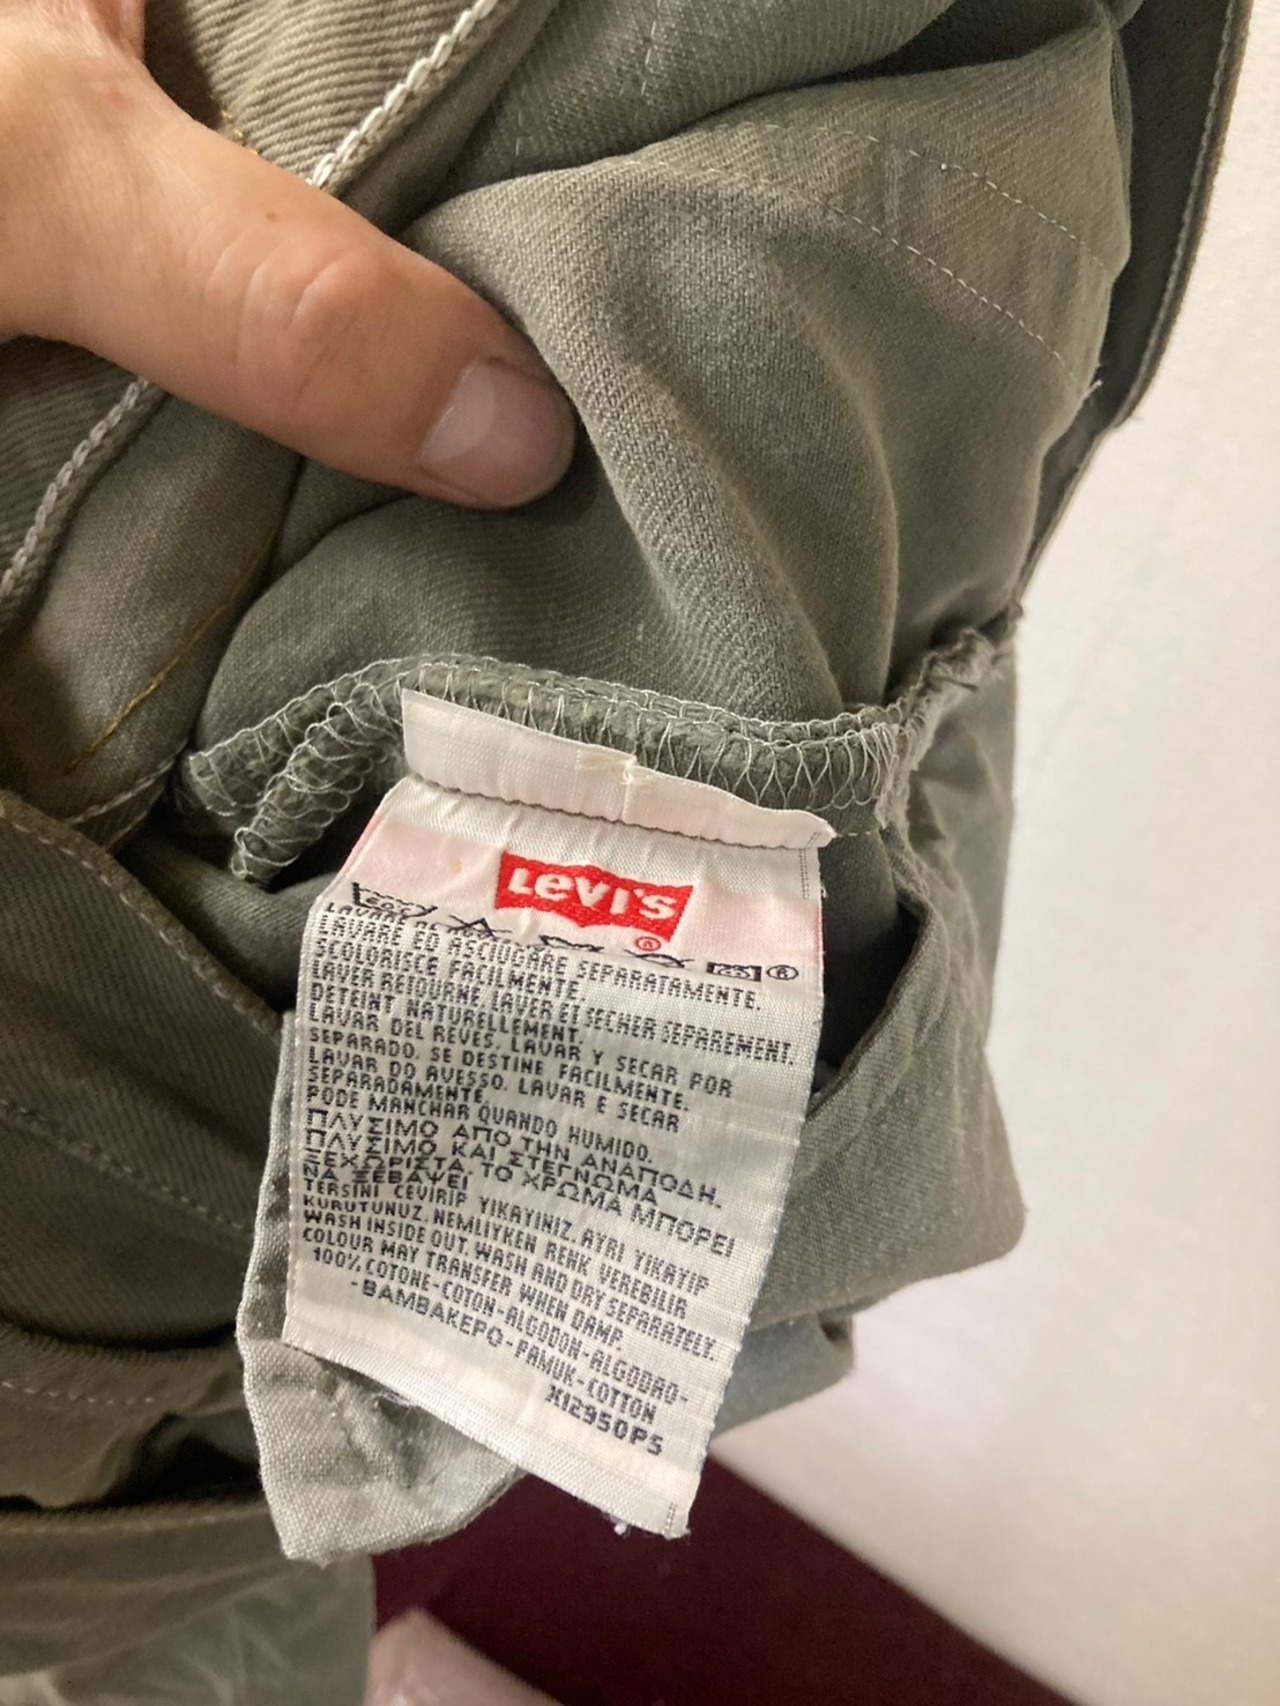 Levi's ®
60°
®
LAVARE ED ASCIUGARE SEPARATAMENTE.
SCOLORISCE FACILMENTE.
LAVER RETOURNE. LAVER ET SECHER SEPAREMENT.
DETEINT NATURELLEMENT.
LAVAR DEL REVES. LAVAR Y SECAR POR
SEPARADO. SE DESTINE FACILMENTE.
LAVAR DO AVESSO. LAVAR E SECAR
SEPARADAMENTE.
PODE MANCHAR QUANDO HUMIDO.
ΠΛΥΣΙΜΟ ΑΠΟ ΤΗΝ ΑΝΑΠΟΔΗ.
ΠΛΥΣΙΜΟ ΚΑΙ ΣΤΕΓΝΩΜΑ
ΞΕΧΩΡΙΣΤΑ. ΤΟ ΧΡΩΜΑ ΜΠΟΡΕΙ
ΝΑ ΞΕΒΑΨΕΙ
TERSINI CEVIRIP YIKAYINIZ. AYRI YIKAYIP
KURUTUNUZ. NEMLIYKEN RENK VEREBILIR
WASH INSIDE OUT. WASH AND DRY SEPARATELY.
COLOUR MAY TRANSFER WHEN DAMP.
100% COTONE-COTON-ALGODON-ALGODAO-
-ΒΑΜΒΑΚΕΡΟ-PAMUK-COTTON
X12950PS